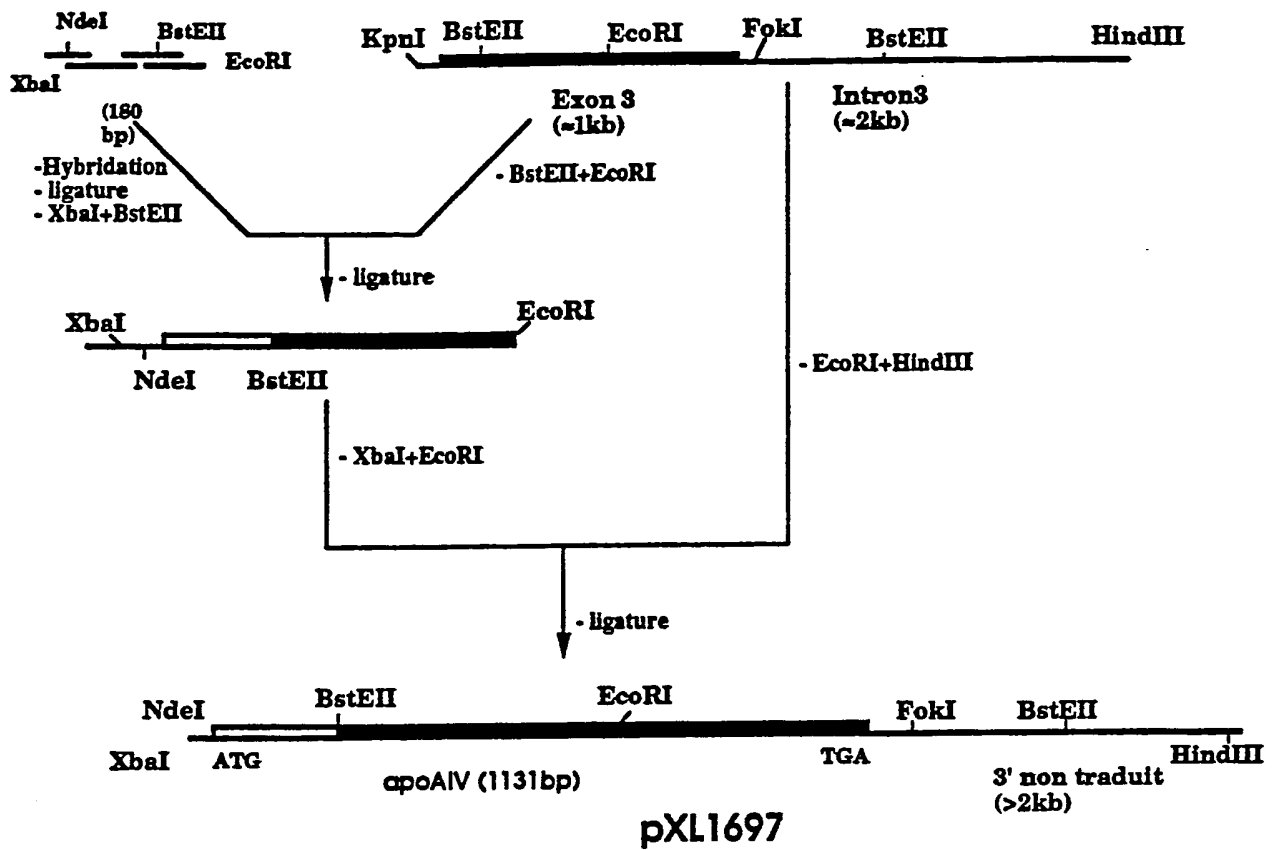 NdeI
BstEII
XbaI
EcoRI
(180
bp)
-Hybridation
- ligature
- XbaI+BstEII
KpnI
BstEII
EcoRI
FokI
BstEII
HindIII
Exon 3
(≈1kb)
Intron3
(≈2kb)
- BstEII+EcoRI
- ligature
XbaI
EcoRI
NdeI
BstEII
- EcoRI+HindIII
- XbaI+EcoRI
- ligature
NdeI
BstEII
EcoRI
FokI
BstEII
XbaI
ATG
TGA
HindIII
apoAIV (1131bp)
3' non traduit
(>2kb)
pXL1697